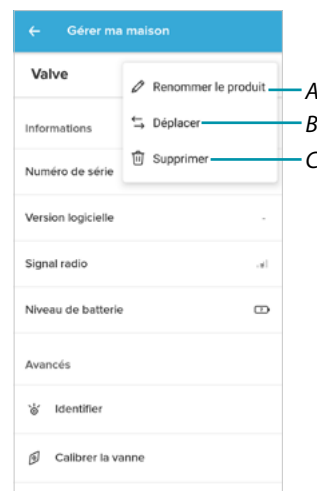 ← Gérer ma maison
Valve
Renommer le produit A
Déplacer B
Supprimer C
Informations
Numéro de série
Version logicielle -
Signal radio
Niveau de batterie
Avancés
Identifier
Calibrer la vanne